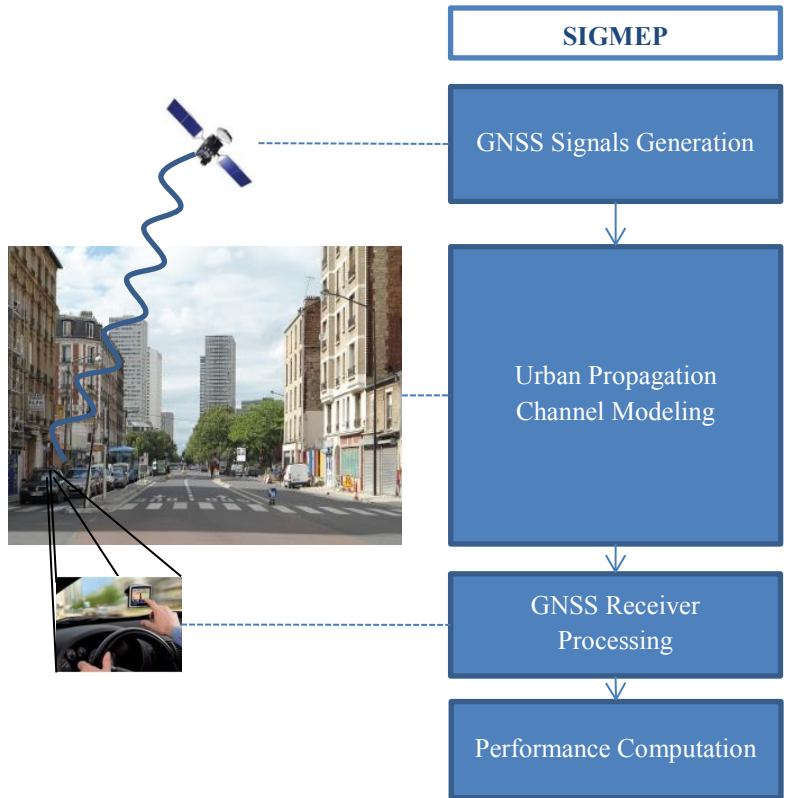 SIGMEP
GNSS Signals Generation
Urban Propagation
Channel Modeling
GNSS Receiver
Processing
Performance Computation